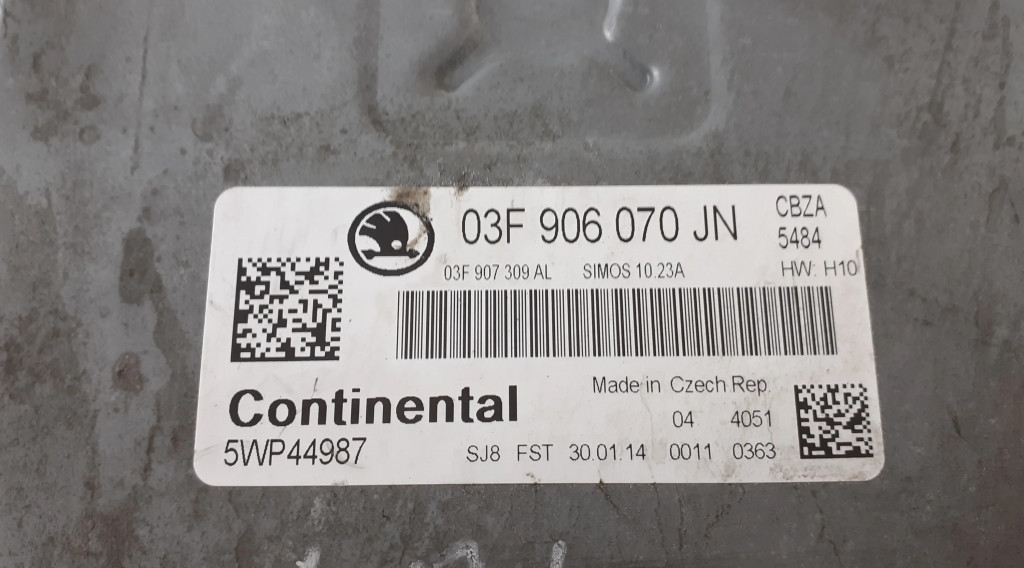 03F 906 070 JN
CBZA
5484
03F 907 309 AL SIMOS 10.23A HW: H10
Continental
Made in Czech Rep.
04 4051
5WP44987
SJ8 FST 30.01.14 0011 0363